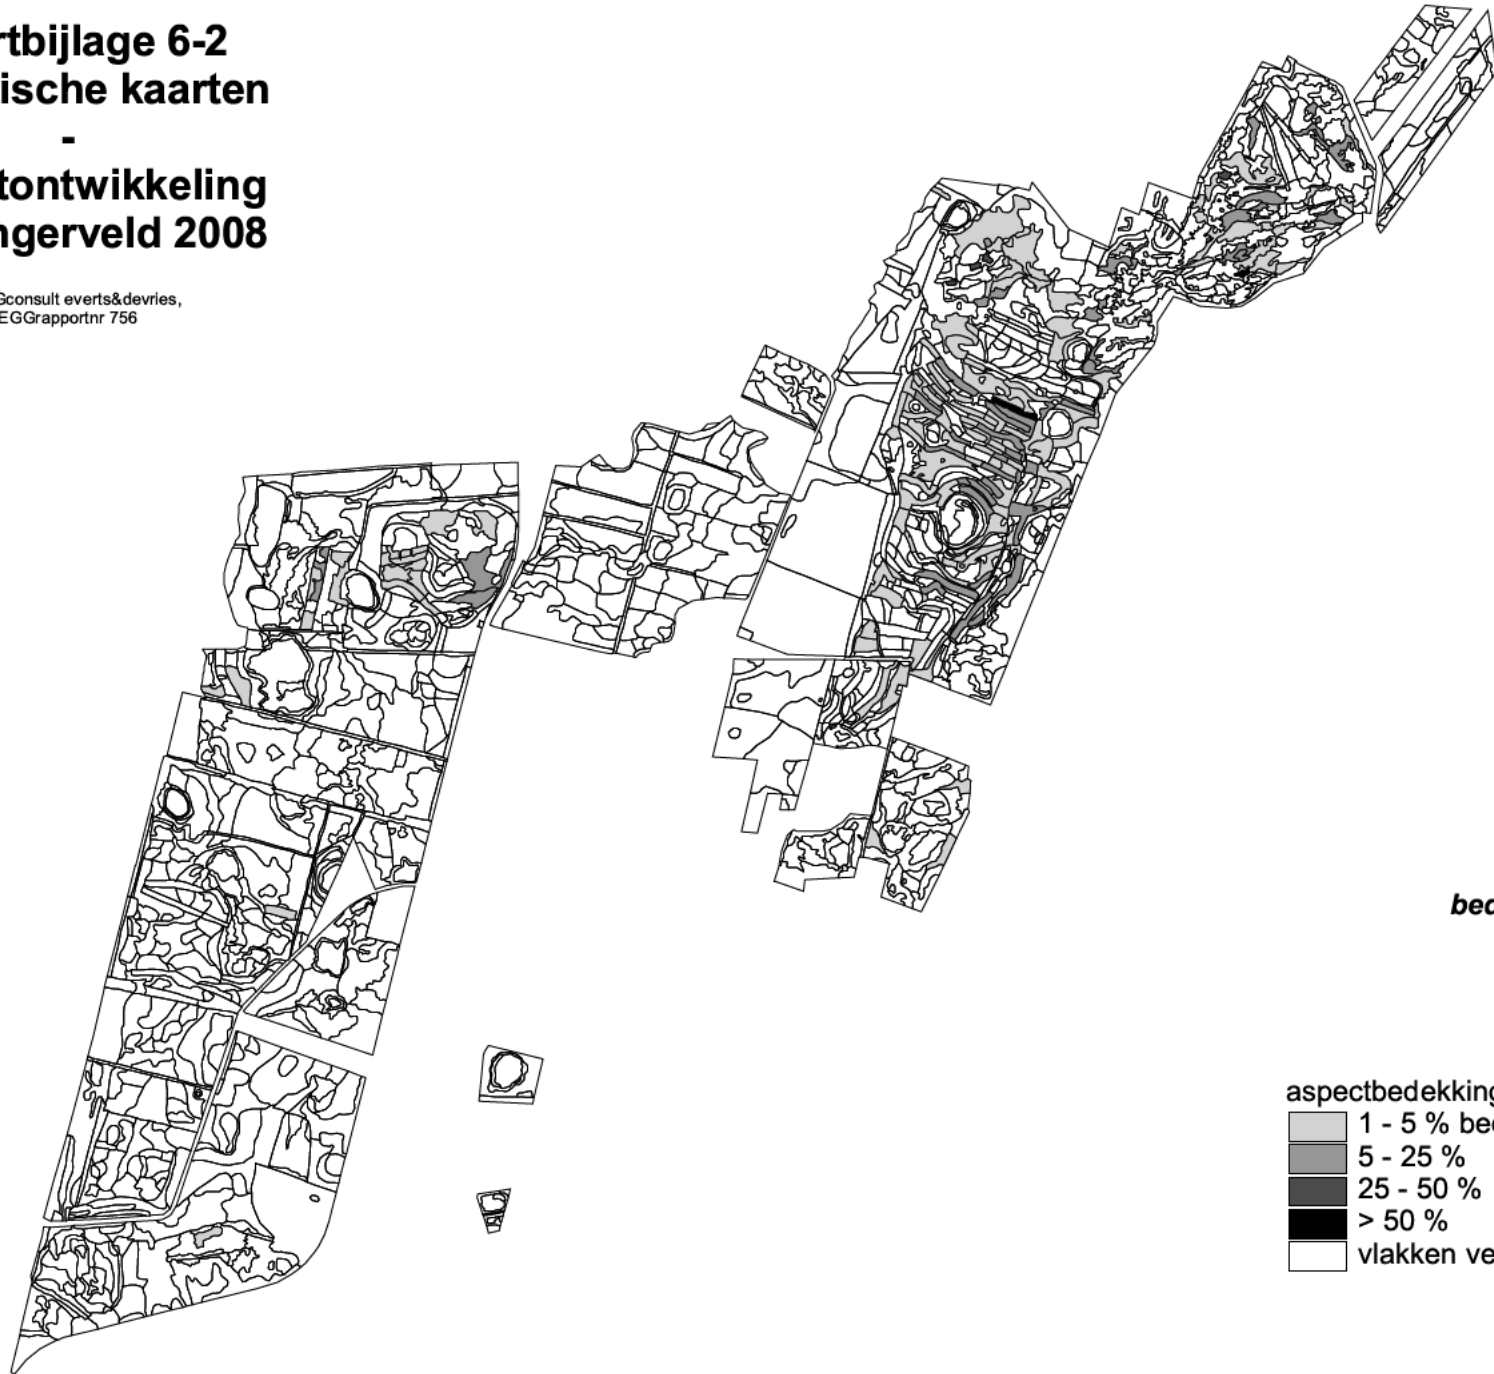 rtbijlage 6-2
ische kaarten
-
tontwikkeling
ngerveld 2008
Gconsult everts&devries,
EGGrapportnr 756
bed
aspectbedekking
1 - 5 % bed
5 - 25 %
25 - 50 %
> 50 %
vlakken ve